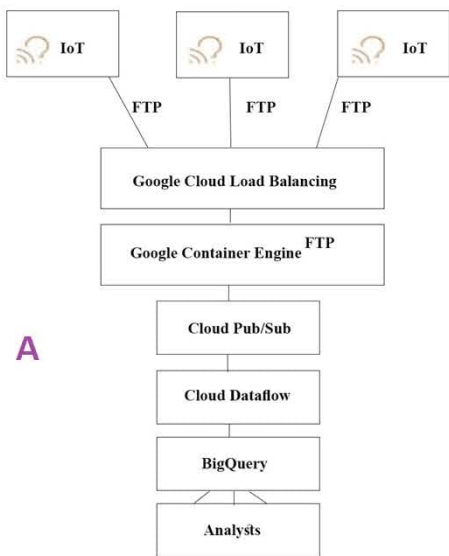 IoT
IoT
IoT
FTP
FTP
FTP
Google Cloud Load Balancing
Google Container Engine FTP
Cloud Pub/Sub
A
Cloud Dataflow
BigQuery
Analysts